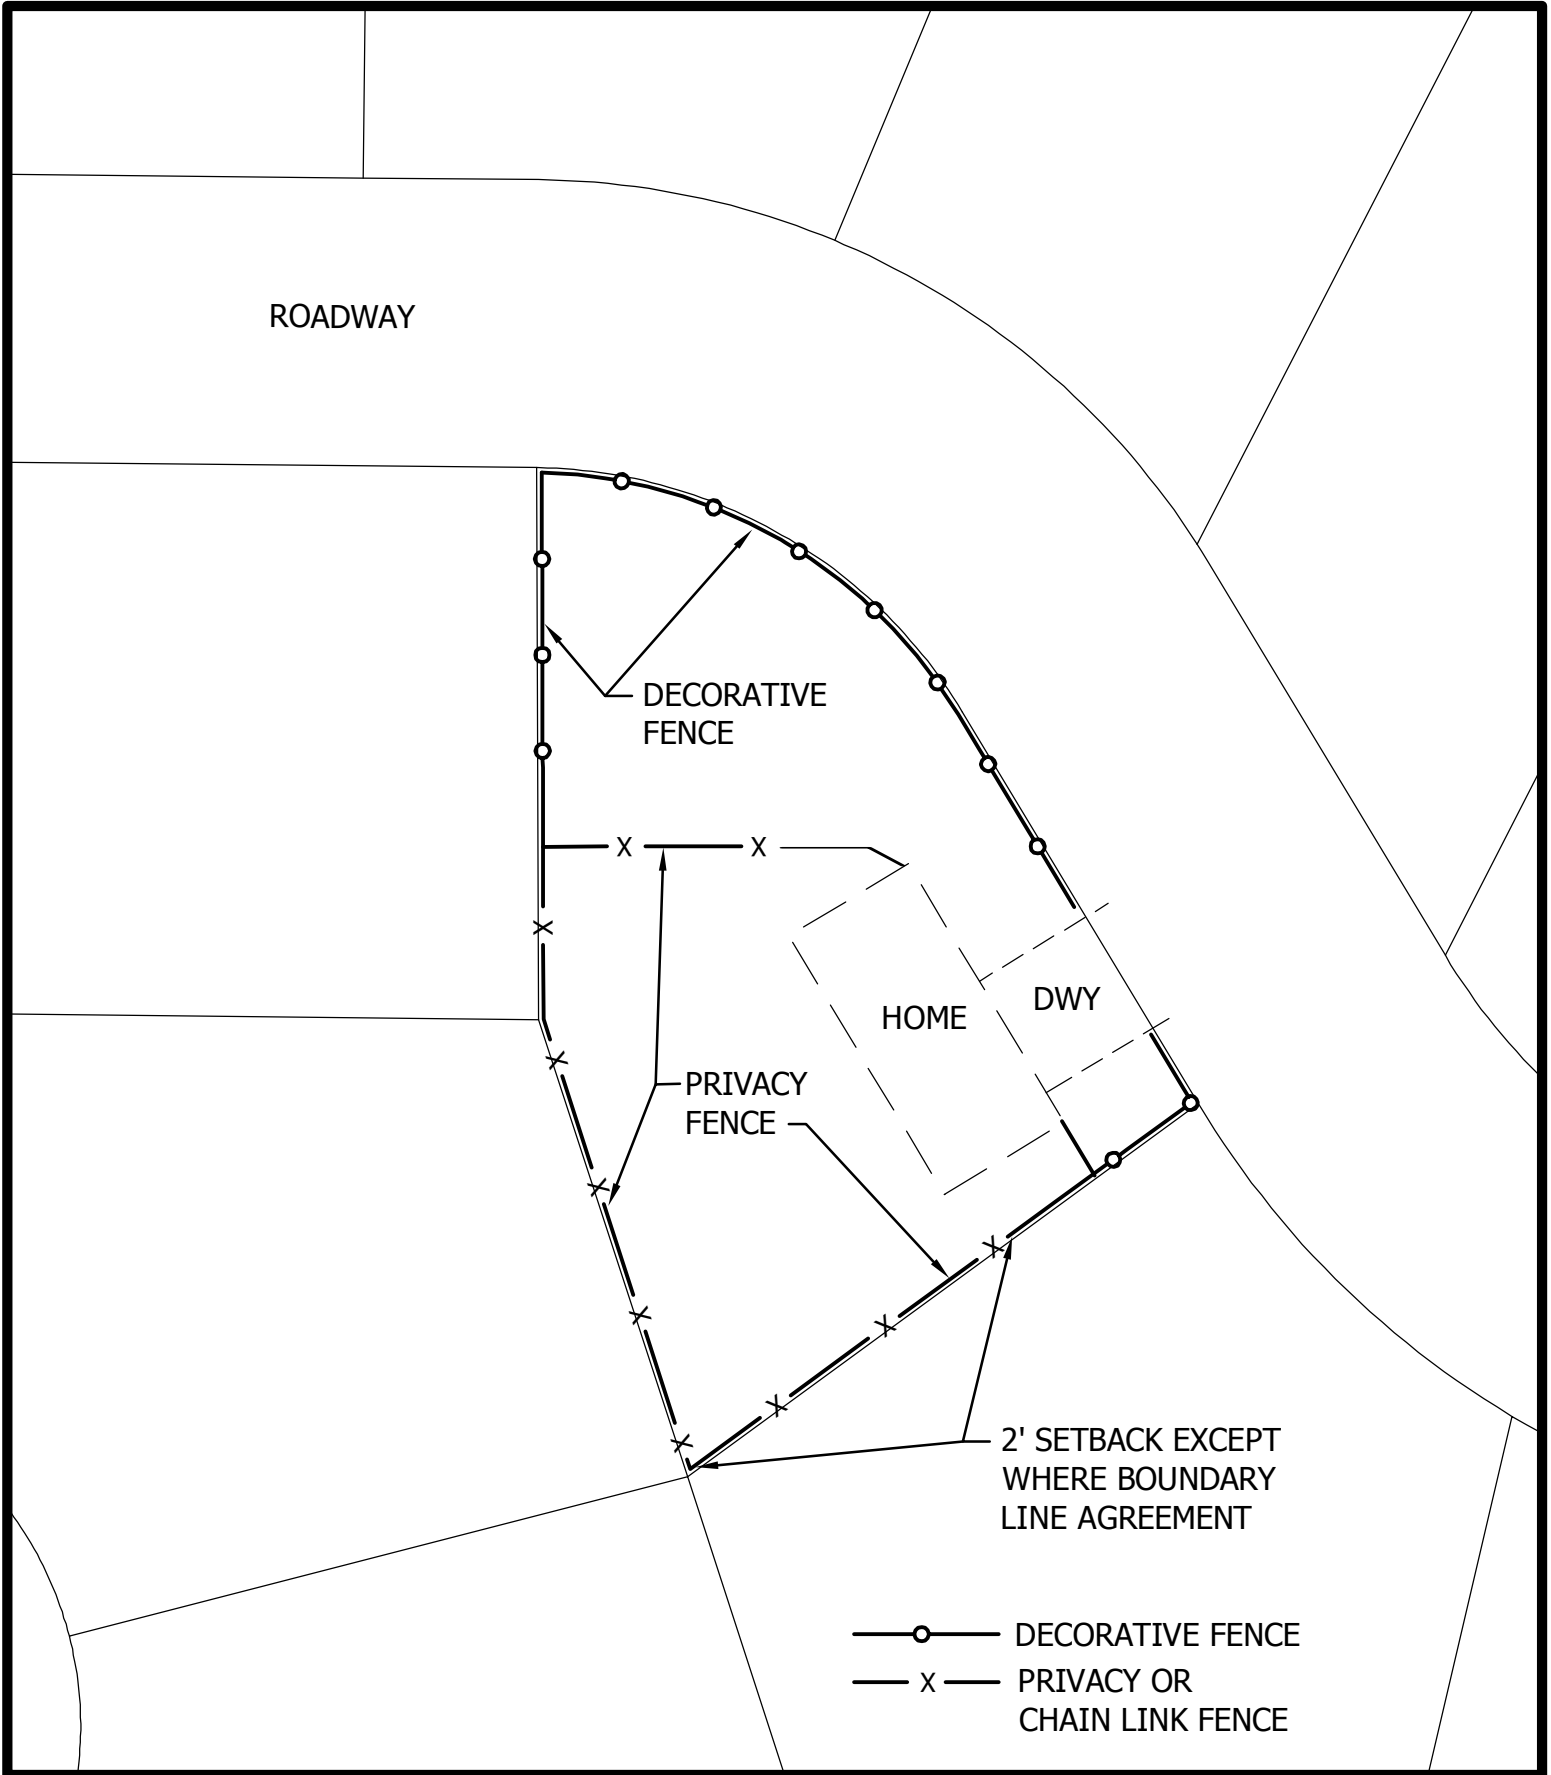 ROADWAY
DECORATIVE
FENCE
X X
X
HOME
DWY
X
PRIVACY
FENCE
X
X
X
X
X
X
2' SETBACK EXCEPT
WHERE BOUNDARY
LINE AGREEMENT
DECORATIVE FENCE
X PRIVACY OR
CHAIN LINK FENCE